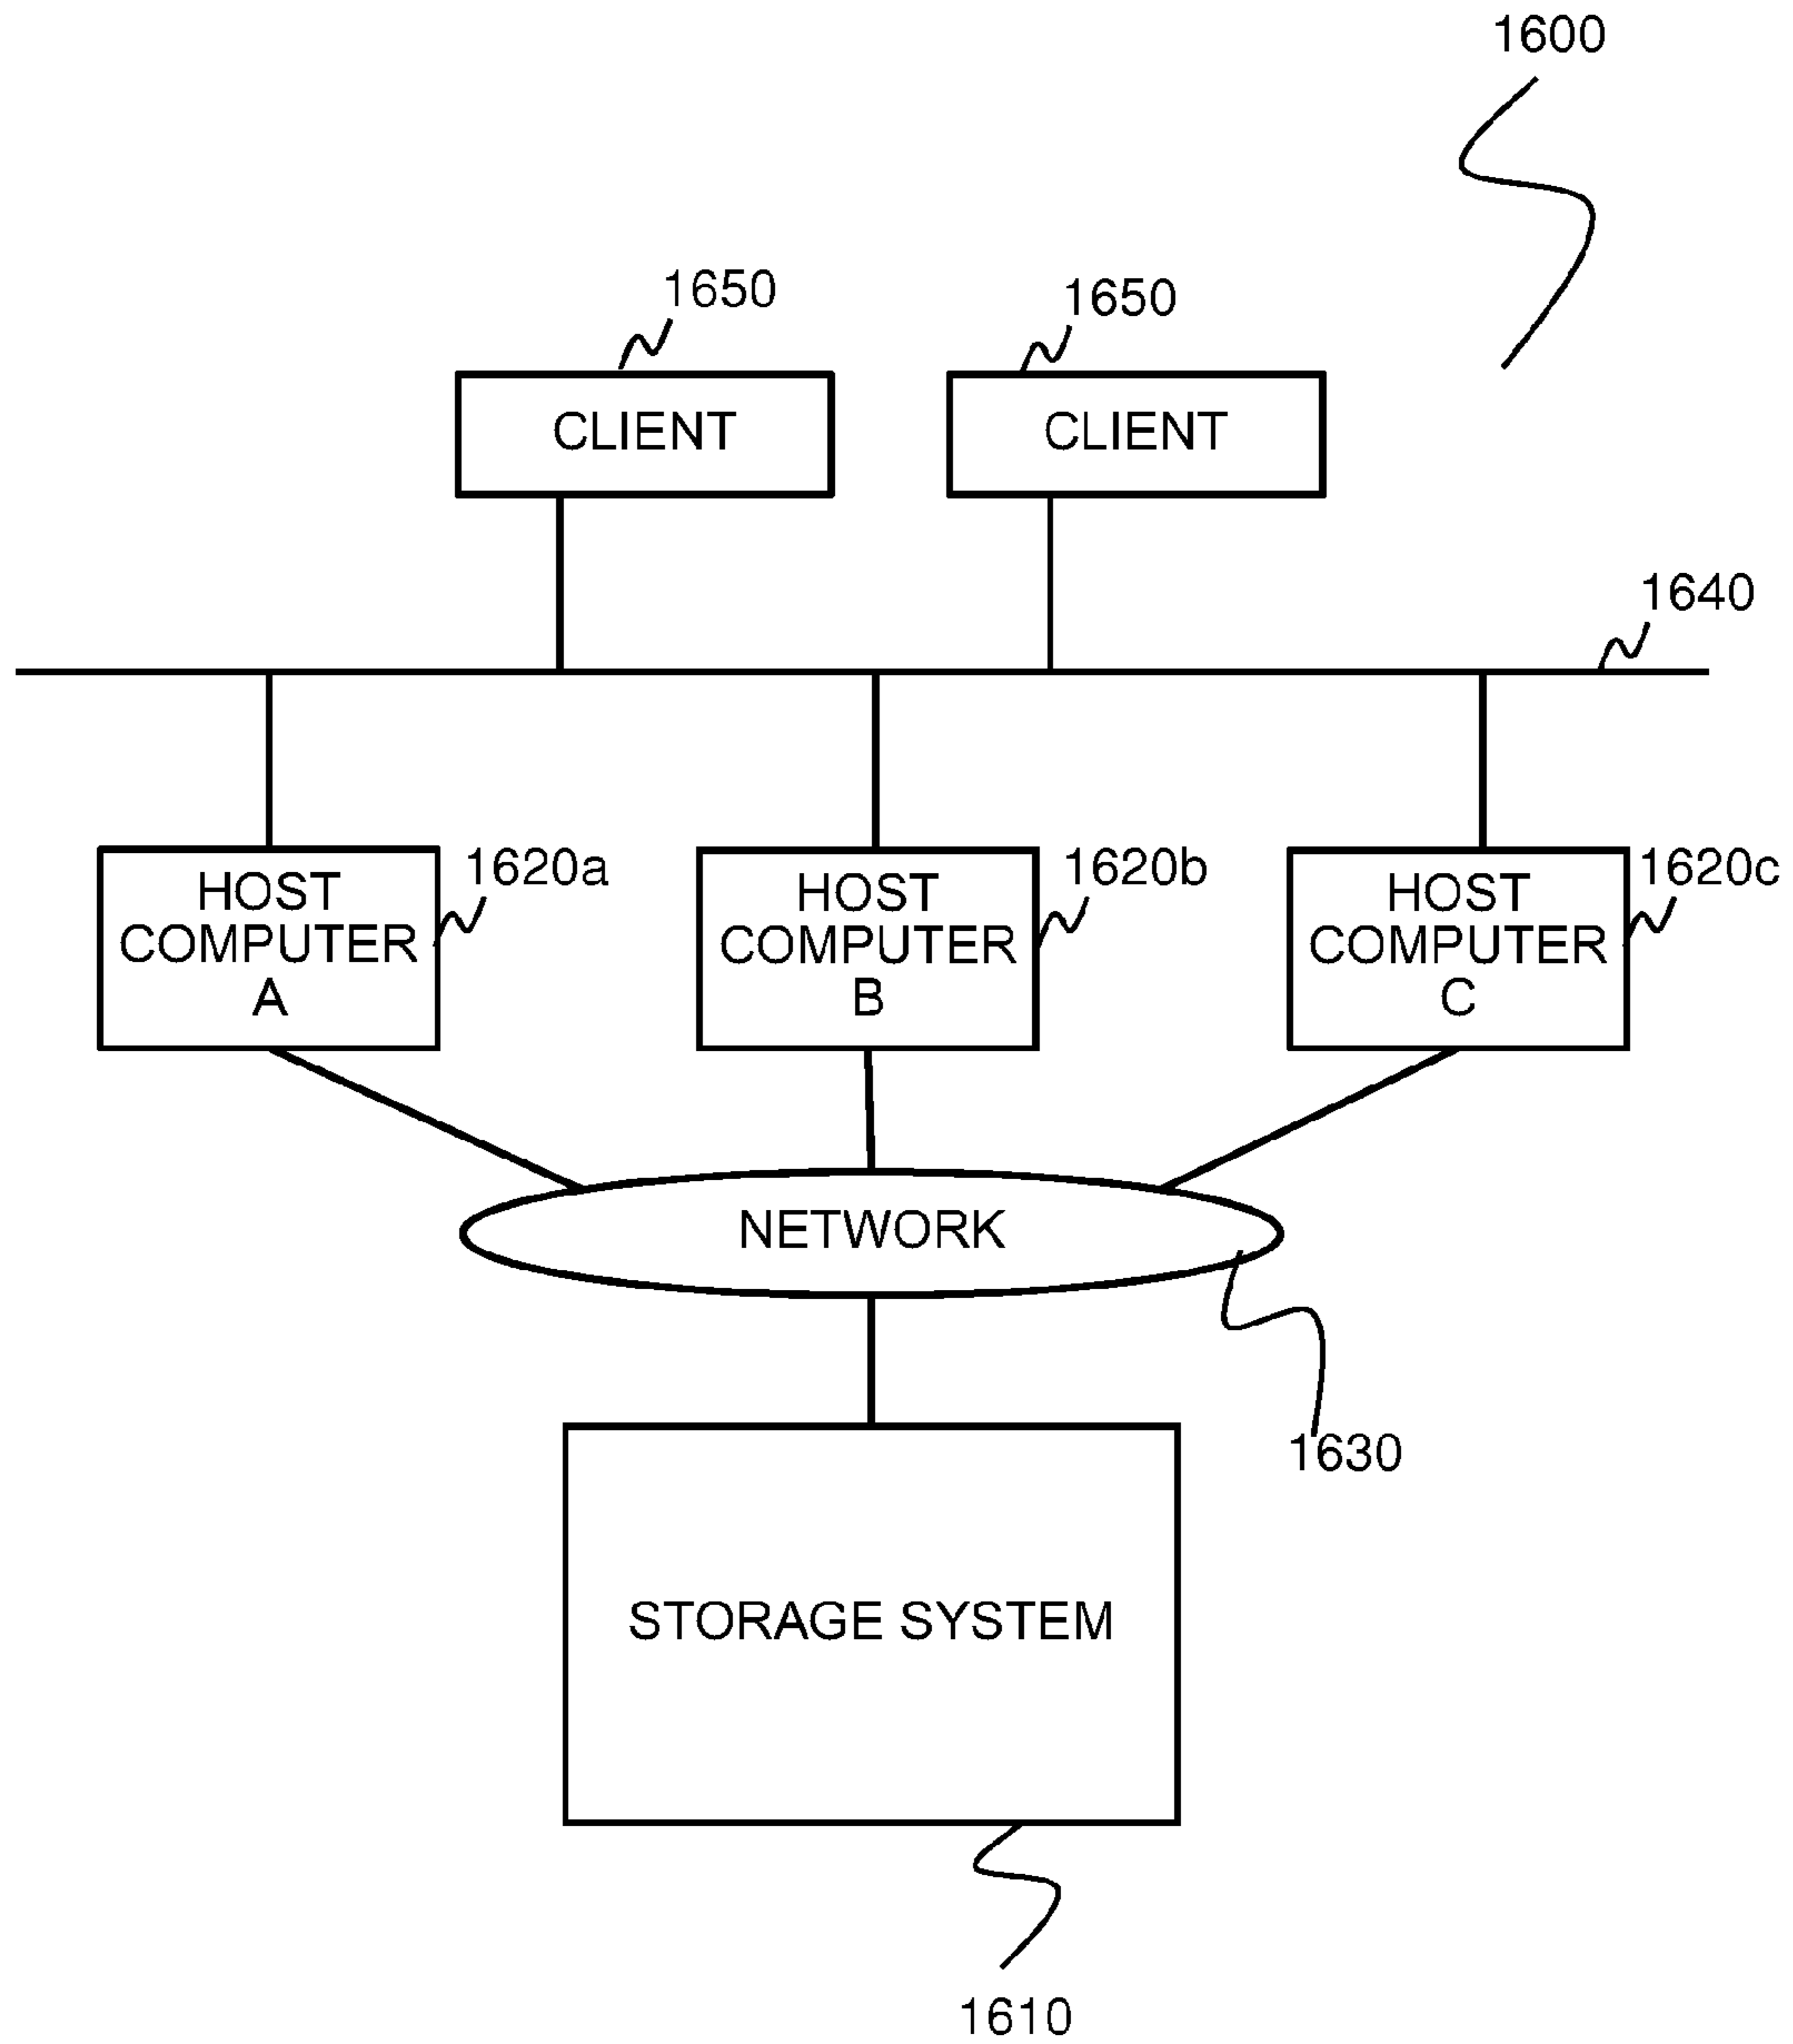 1600
1650
1650
CLIENT
CLIENT
1640
1620a
1620b
1620c
HOST
COMPUTER
A
HOST
COMPUTER
B
HOST
COMPUTER
C
NETWORK
1630
STORAGE SYSTEM
1610